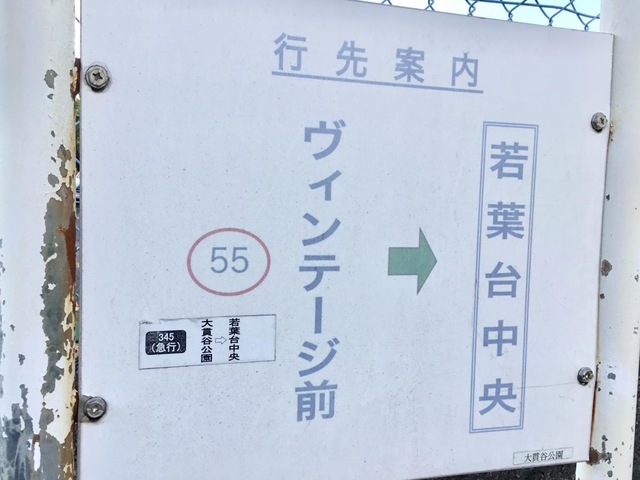 行先案内
若葉台中央
ヴィンテージ前
55
345
(急行)
若葉台中央
大貫谷公園
大貫谷公園